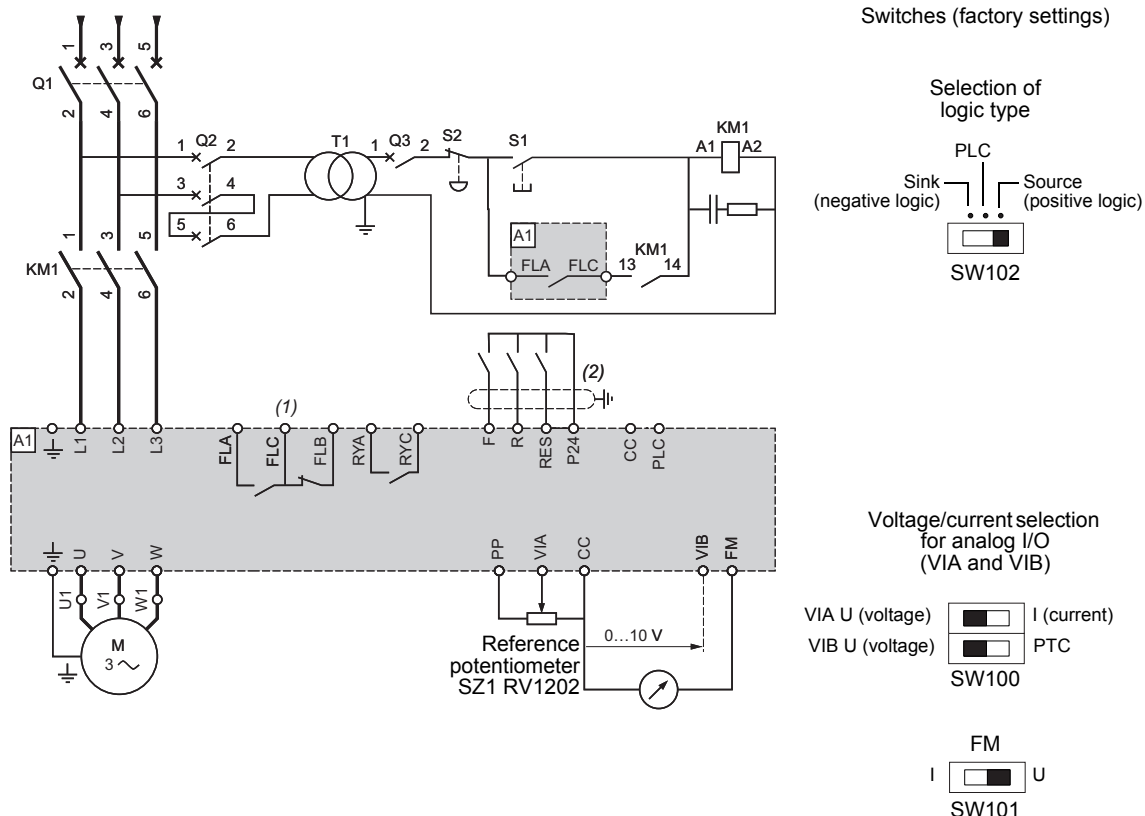 Switches (factory settings)
1 3 5
Q1
2 4 6
Selection of
logic type
PLC
Sink
(negative logic)
Source
(positive logic)
SW102
1 Q2 2
3 4
5 6
T1
1 Q3 2
S2
S1
KM1
A1 A2
A1
FLA FLC
KM1
13 14
1 3 5
KM1
2 4 6
(1)
(2)
A1
L1
L2
L3
FLA
FLC
FLB
RYA
RYC
F
R
RES
P24
CC
PLC
U
V
W
PP
VIA
CC
VIB
FM
U1
V1
W1
M
3
Reference
potentiometer
SZ1 RV1202
0...10 V
Voltage/current selection
for analog I/O
(VIA and VIB)
VIA U (voltage) I (current)
VIB U (voltage) PTC
SW100
FM
I U
SW101